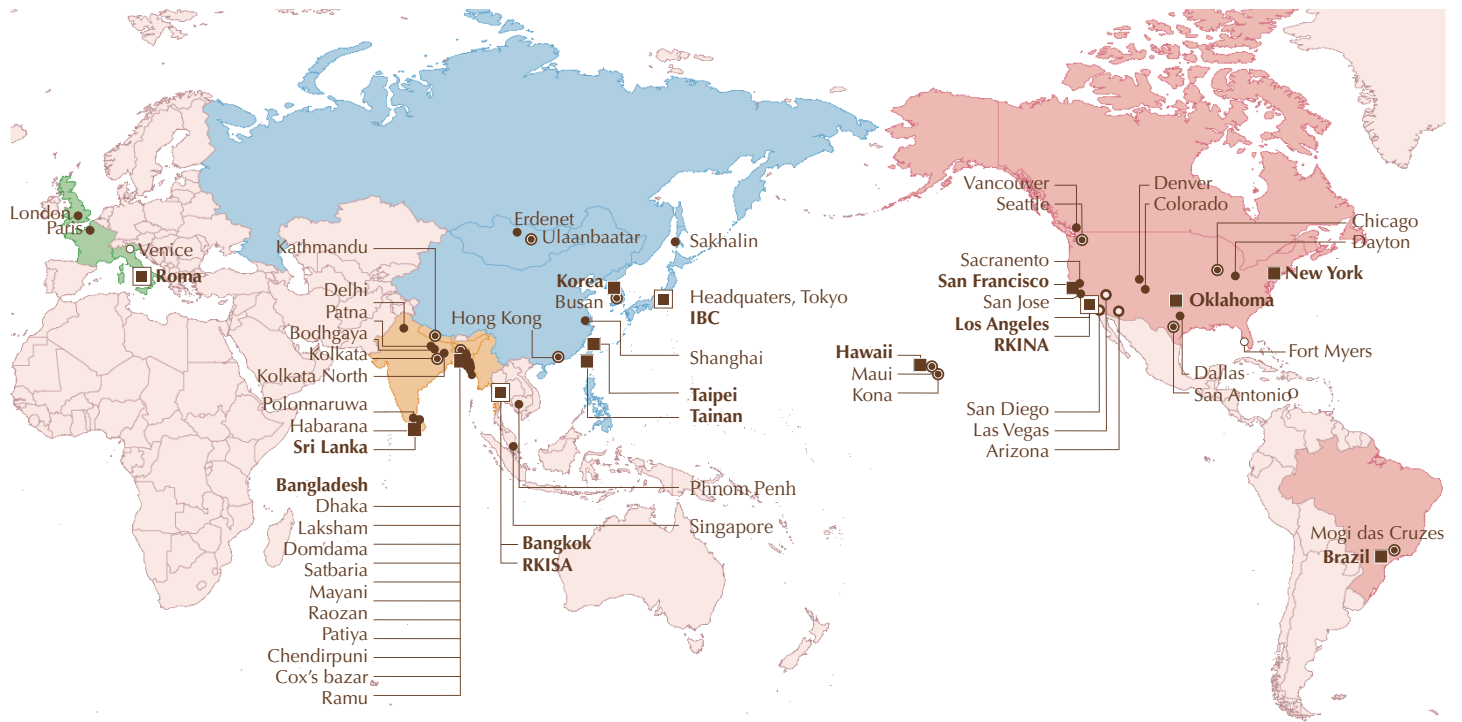 London
Paris
Venice
Roma
Kathmandu
Delhi
Patna
Bodhgaya
Kolkata
Kolkata North
Polonnaruwa
Habarana
Sri Lanka
Bangladesh
Dhaka
Laksham
Domdama
Satbaria
Mayani
Raozan
Patiya
Chendirpuni
Cox's bazar
Ramu
Erdenet
Ulaanbaatar
Sakhalin
Korea
Busan
Headquaters, Tokyo
IBC
Hong Kong
Shanghai
Taipei
Tainan
Phnom Penh
Singapore
Bangkok
RKISA
Hawaii
Maui
Kona
Vancouver
Seattle
Sacranento
San Francisco
San Jose
Los Angeles
RKINA
San Diego
Las Vegas
Arizona
Denver
Colorado
Chicago
Dayton
New York
Oklahoma
Fort Myers
Dallas
San Antonio
Mogi das Cruzes
Brazil